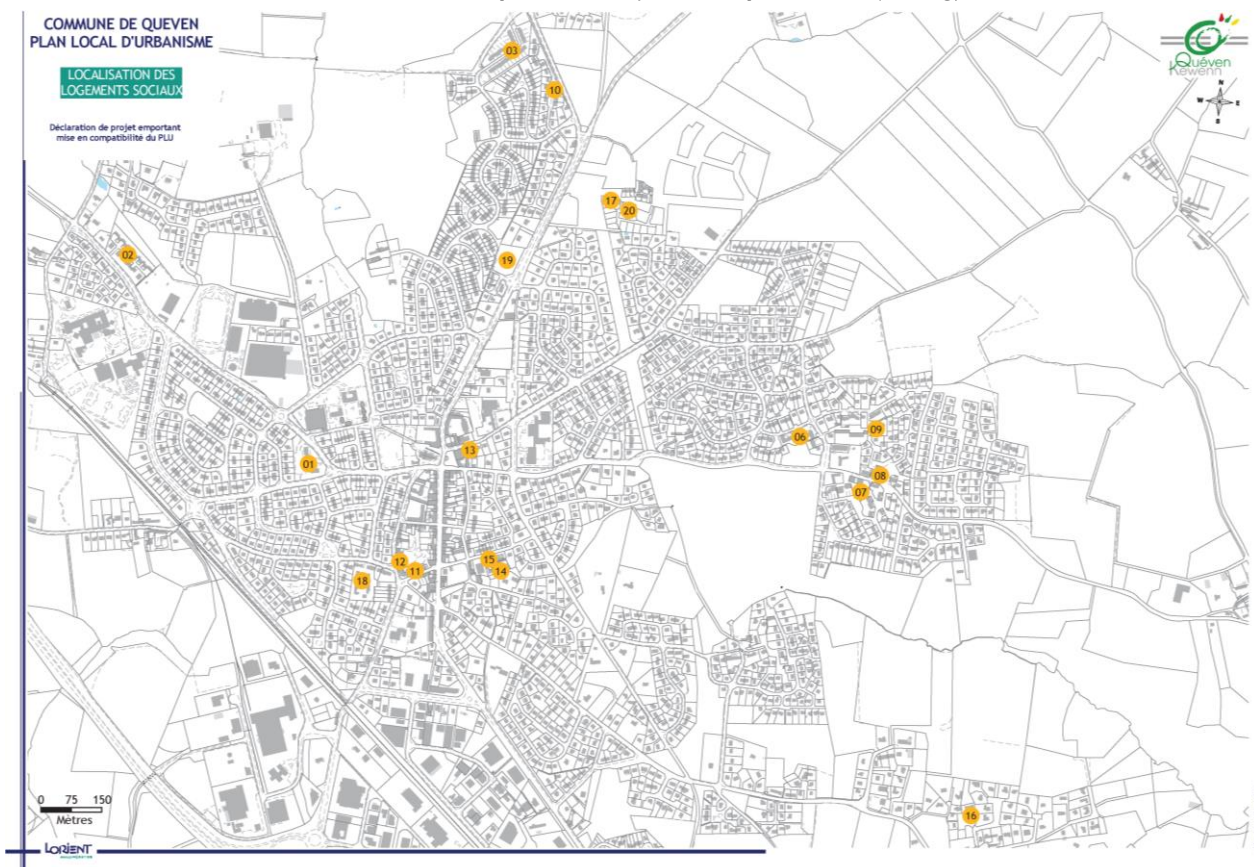 COMMUNE DE QUEVEN
PLAN LOCAL D'URBANISME
LOCALISATION DES
LOGEMENTS SOCIAUX
Déclaration de projet emportant
mise en compatibilité du PLU
Quéven
Kewenn
N
W E
S
03
10
17
20
02
19
09
06
13
01
08
07
12
11
15
14
18
16
0 75 150
Mètres
LORIENT